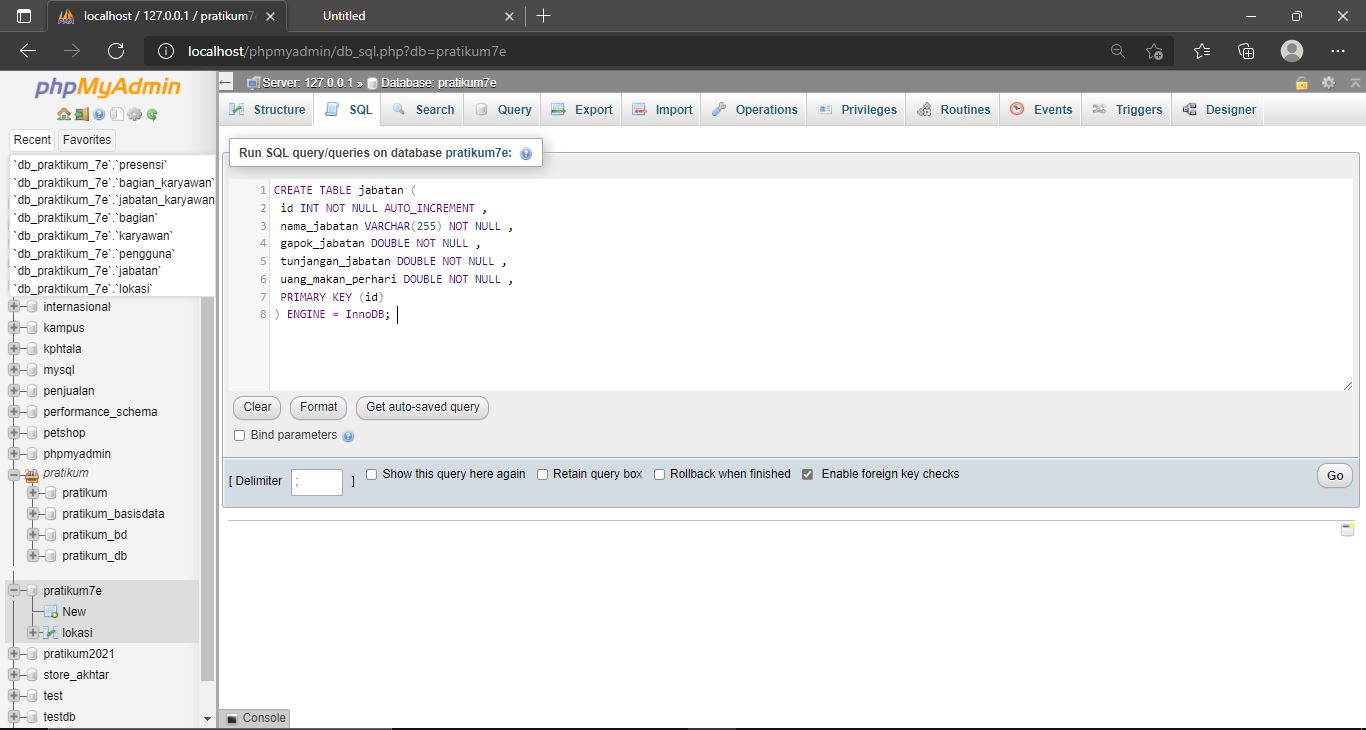 localhost / 127.0.0.1 / pratikum7
Untitled
localhost/phpmyadmin/db_sql.php?db=pratikum7e
phpMyAdmin
Recent Favorites
`db_praktikum_7e`.`presensi`
`db_praktikum_7e`.`bagian_karyawan`
`db_praktikum_7e`.`jabatan_karyawan
`db_praktikum_7e`.`bagian`
`db_praktikum_7e`.`karyawan`
`db_praktikum_7e`.`pengguna`
`db_praktikum_7e`.`jabatan`
`db_praktikum_7e`.`lokasi`
internasional
kampus
kphtala
mysql
penjualan
performance_schema
petshop
phpmyadmin
pratikum
pratikum
pratikum_basisdata
pratikum_bd
pratikum_db
pratikum7e
New
lokasi
pratikum2021
store_akhtar
test
testdb
Server: 127.0.0.1 » Database: pratikum7e
Structure SQL Search Query Export Import Operations Privileges Routines Events Triggers Designer
Run SQL query/queries on database pratikum7e:
1 CREATE TABLE jabatan (
2 id INT NOT NULL AUTO_INCREMENT ,
3 nama_jabatan VARCHAR(255) NOT NULL ,
4 gapok_jabatan DOUBLE NOT NULL ,
5 tunjangan_jabatan DOUBLE NOT NULL ,
6 uang_makan_perhari DOUBLE NOT NULL ,
7 PRIMARY KEY (id)
8 ) ENGINE = InnoDB;
Clear Format Get auto-saved query
Bind parameters
[ Delimiter ; ] Show this query here again Retain query box Rollback when finished Enable foreign key checks Go
Console